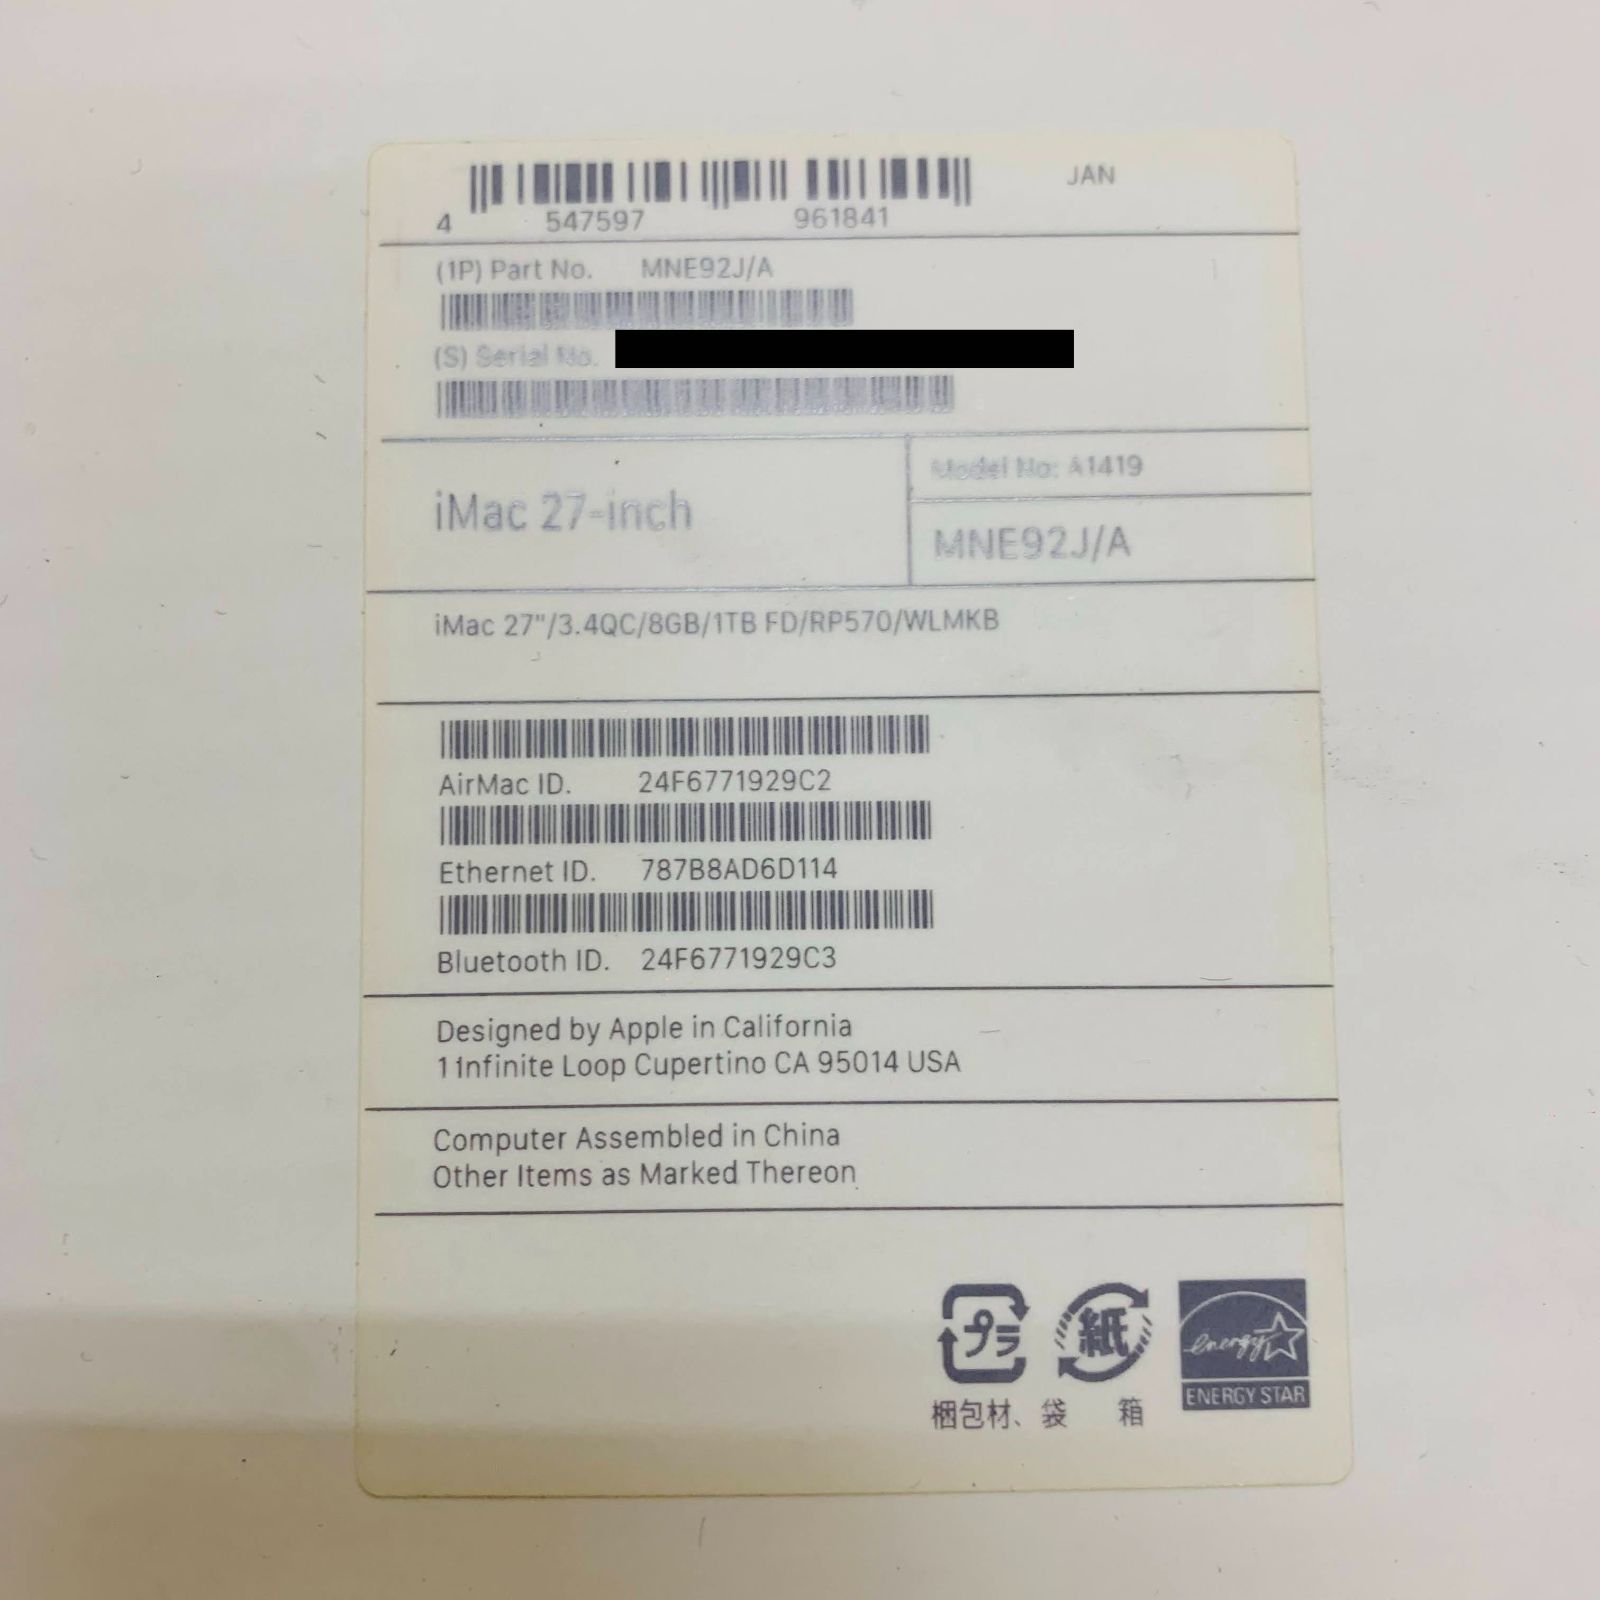 JAN
4 547597 961841
(1P) Part No. MNE92J/A
(S) Serial No.
iMac 27-inch
Model No: A1419
MNE92J/A
iMac 27"/3.4QC/8GB/1TB FD/RP570/WLMKB
AirMac ID. 24F6771929C2
Ethernet ID. 787B8AD6D114
Bluetooth ID. 24F6771929C3
Designed by Apple in California
1 Infinite Loop Cupertino CA 95014 USA
Computer Assembled in China
Other Items as Marked Thereon
プラ
紙
energy
ENERGY STAR
梱包材、袋 箱